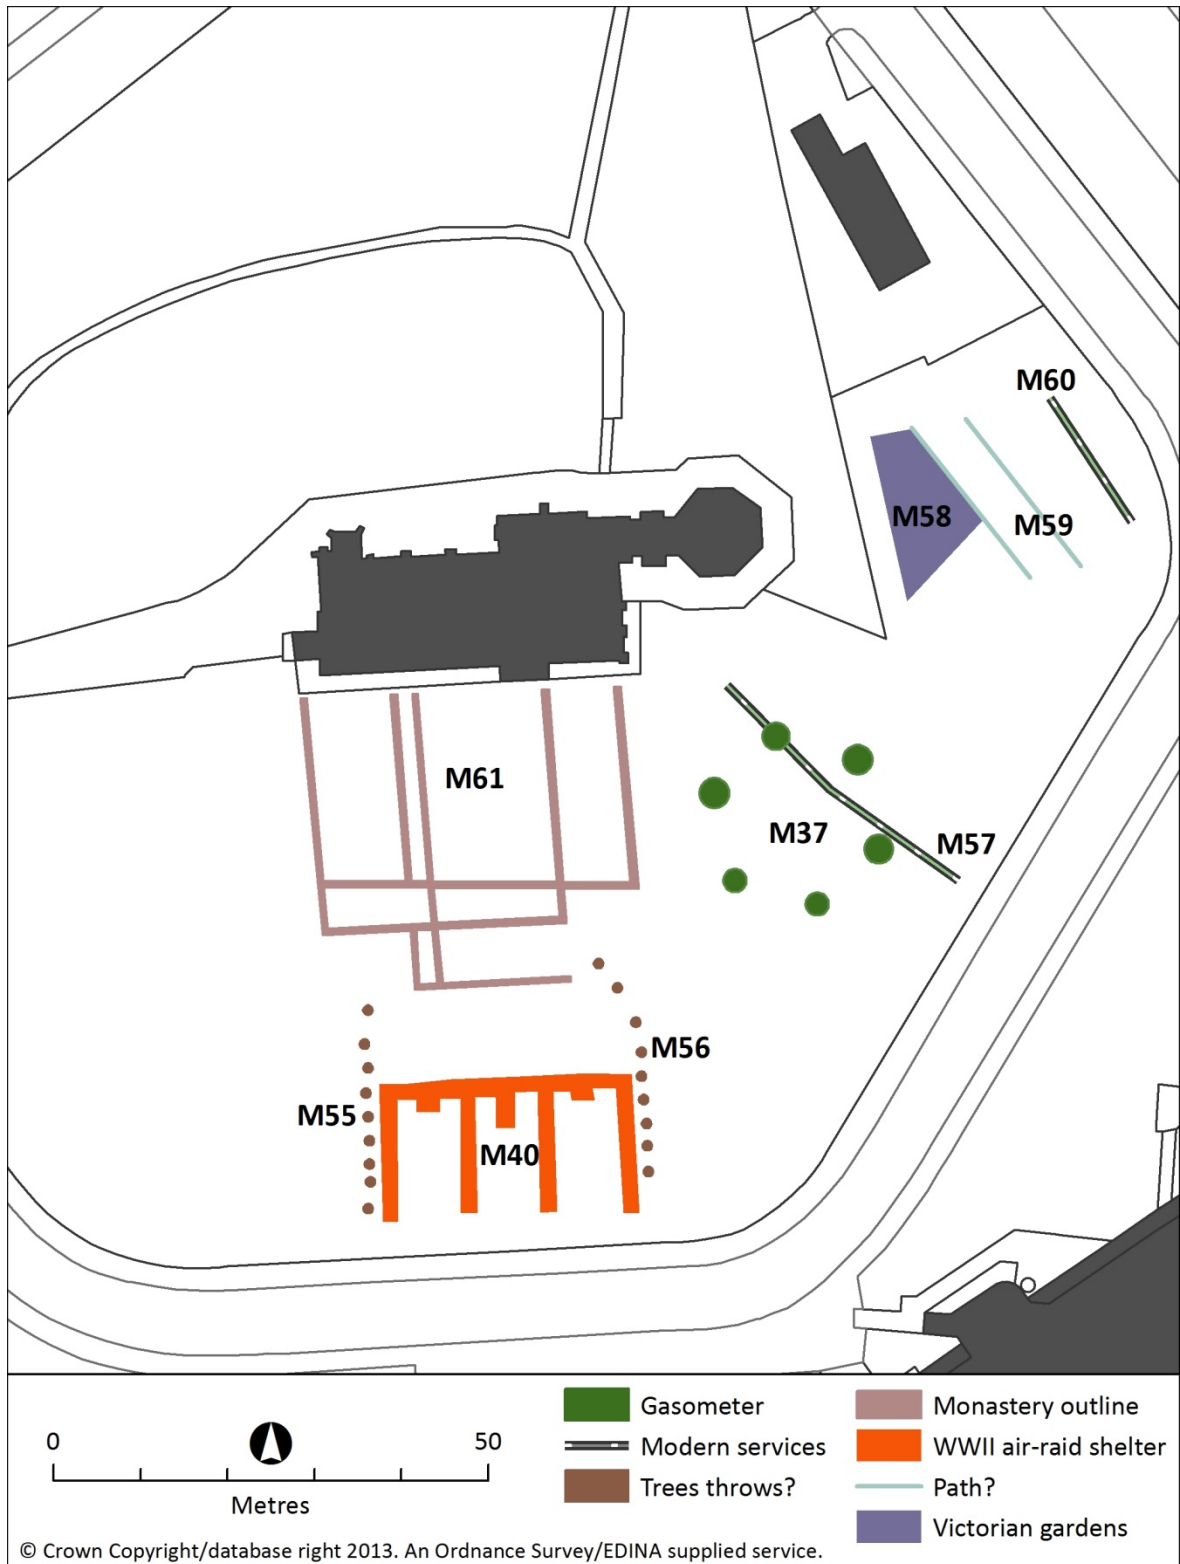 M60
M58
M59
M61
M37
M57
M56
M55
M40
0 50
Metres
Gasometer
Modern services
Trees throws?
Monastery outline
WWII air-raid shelter
Path?
Victorian gardens
© Crown Copyright/database right 2013. An Ordnance Survey/EDINA supplied service.